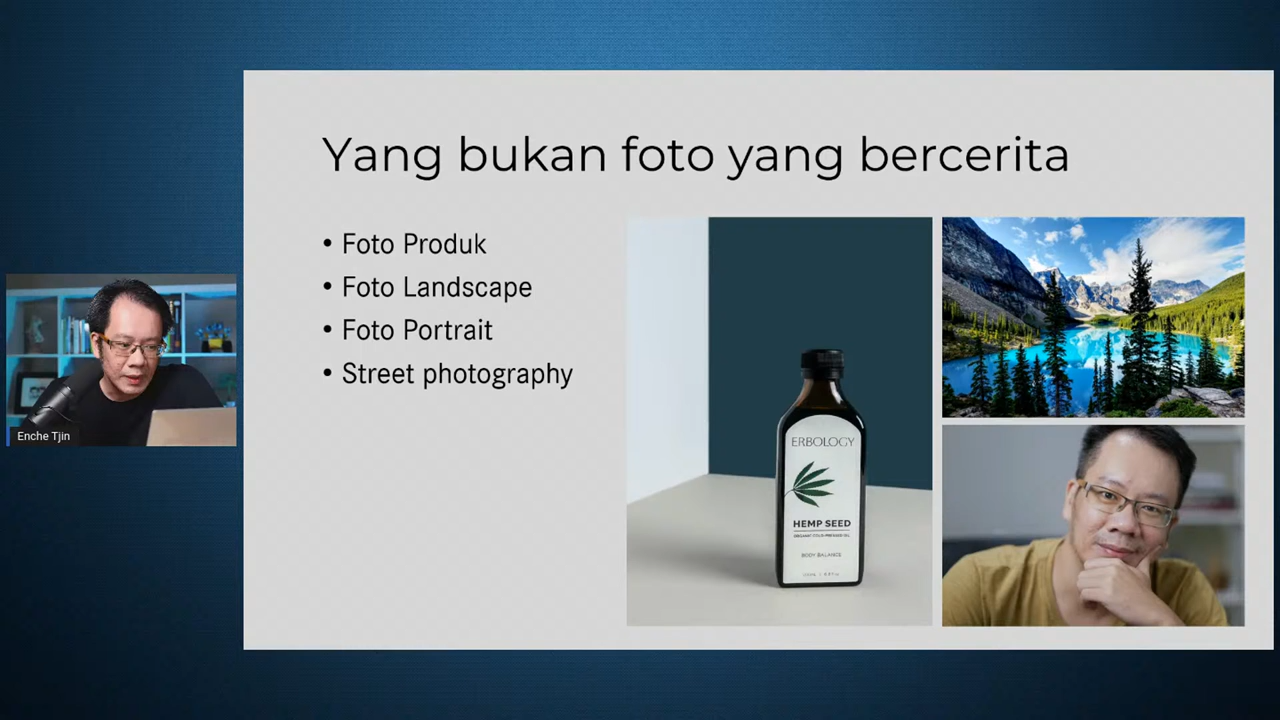 Yang bukan foto yang bercerita
• Foto Produk
• Foto Landscape
• Foto Portrait
• Street photography
ERBOLOGY
HEMP SEED
ORGANIC COLD-PRESSED OIL
BODY BALANCE
Enche Tjin